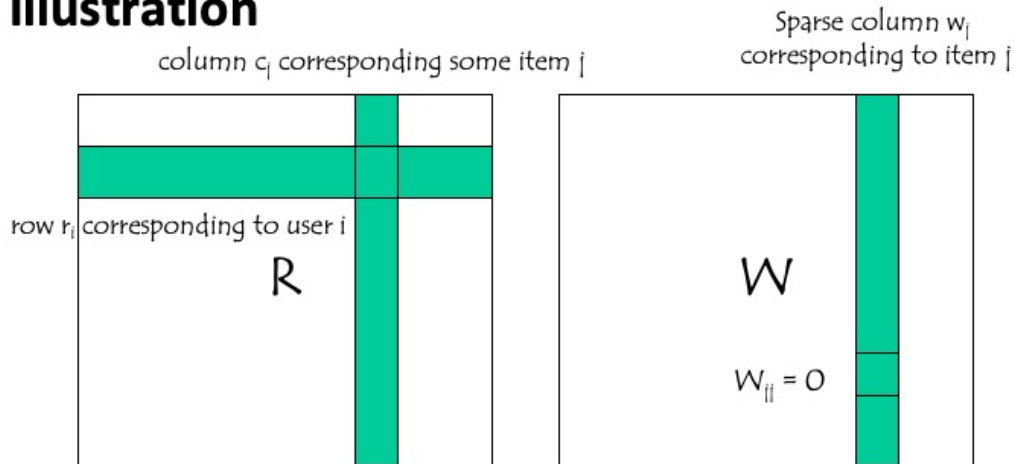 Illustration
column cj corresponding some item j
Sparse column wj
corresponding to item j
row ri corresponding to user i
R
W
Wjj = 0